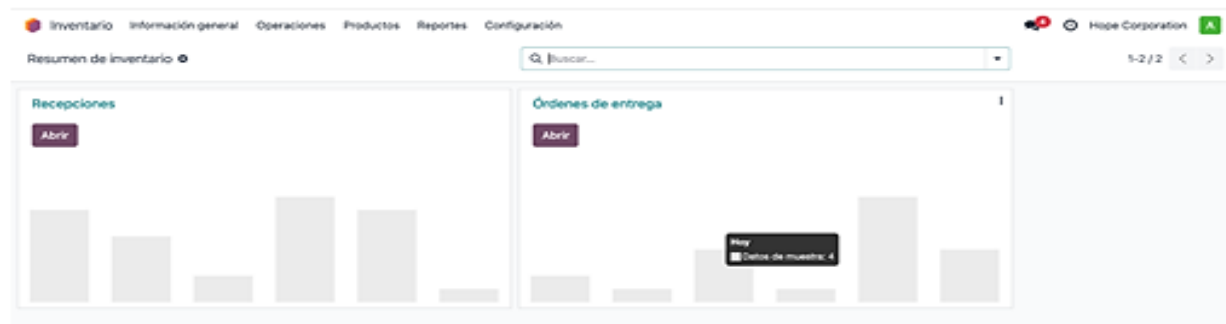 Inventario Información general Operaciones Productos Reportes Configuración 4 Hope Corporation A
Resumen de inventario Buscar... 1-2 / 2
Recepciones
Abrir
Órdenes de entrega
Abrir
Hoy
Datos de muestra: 4